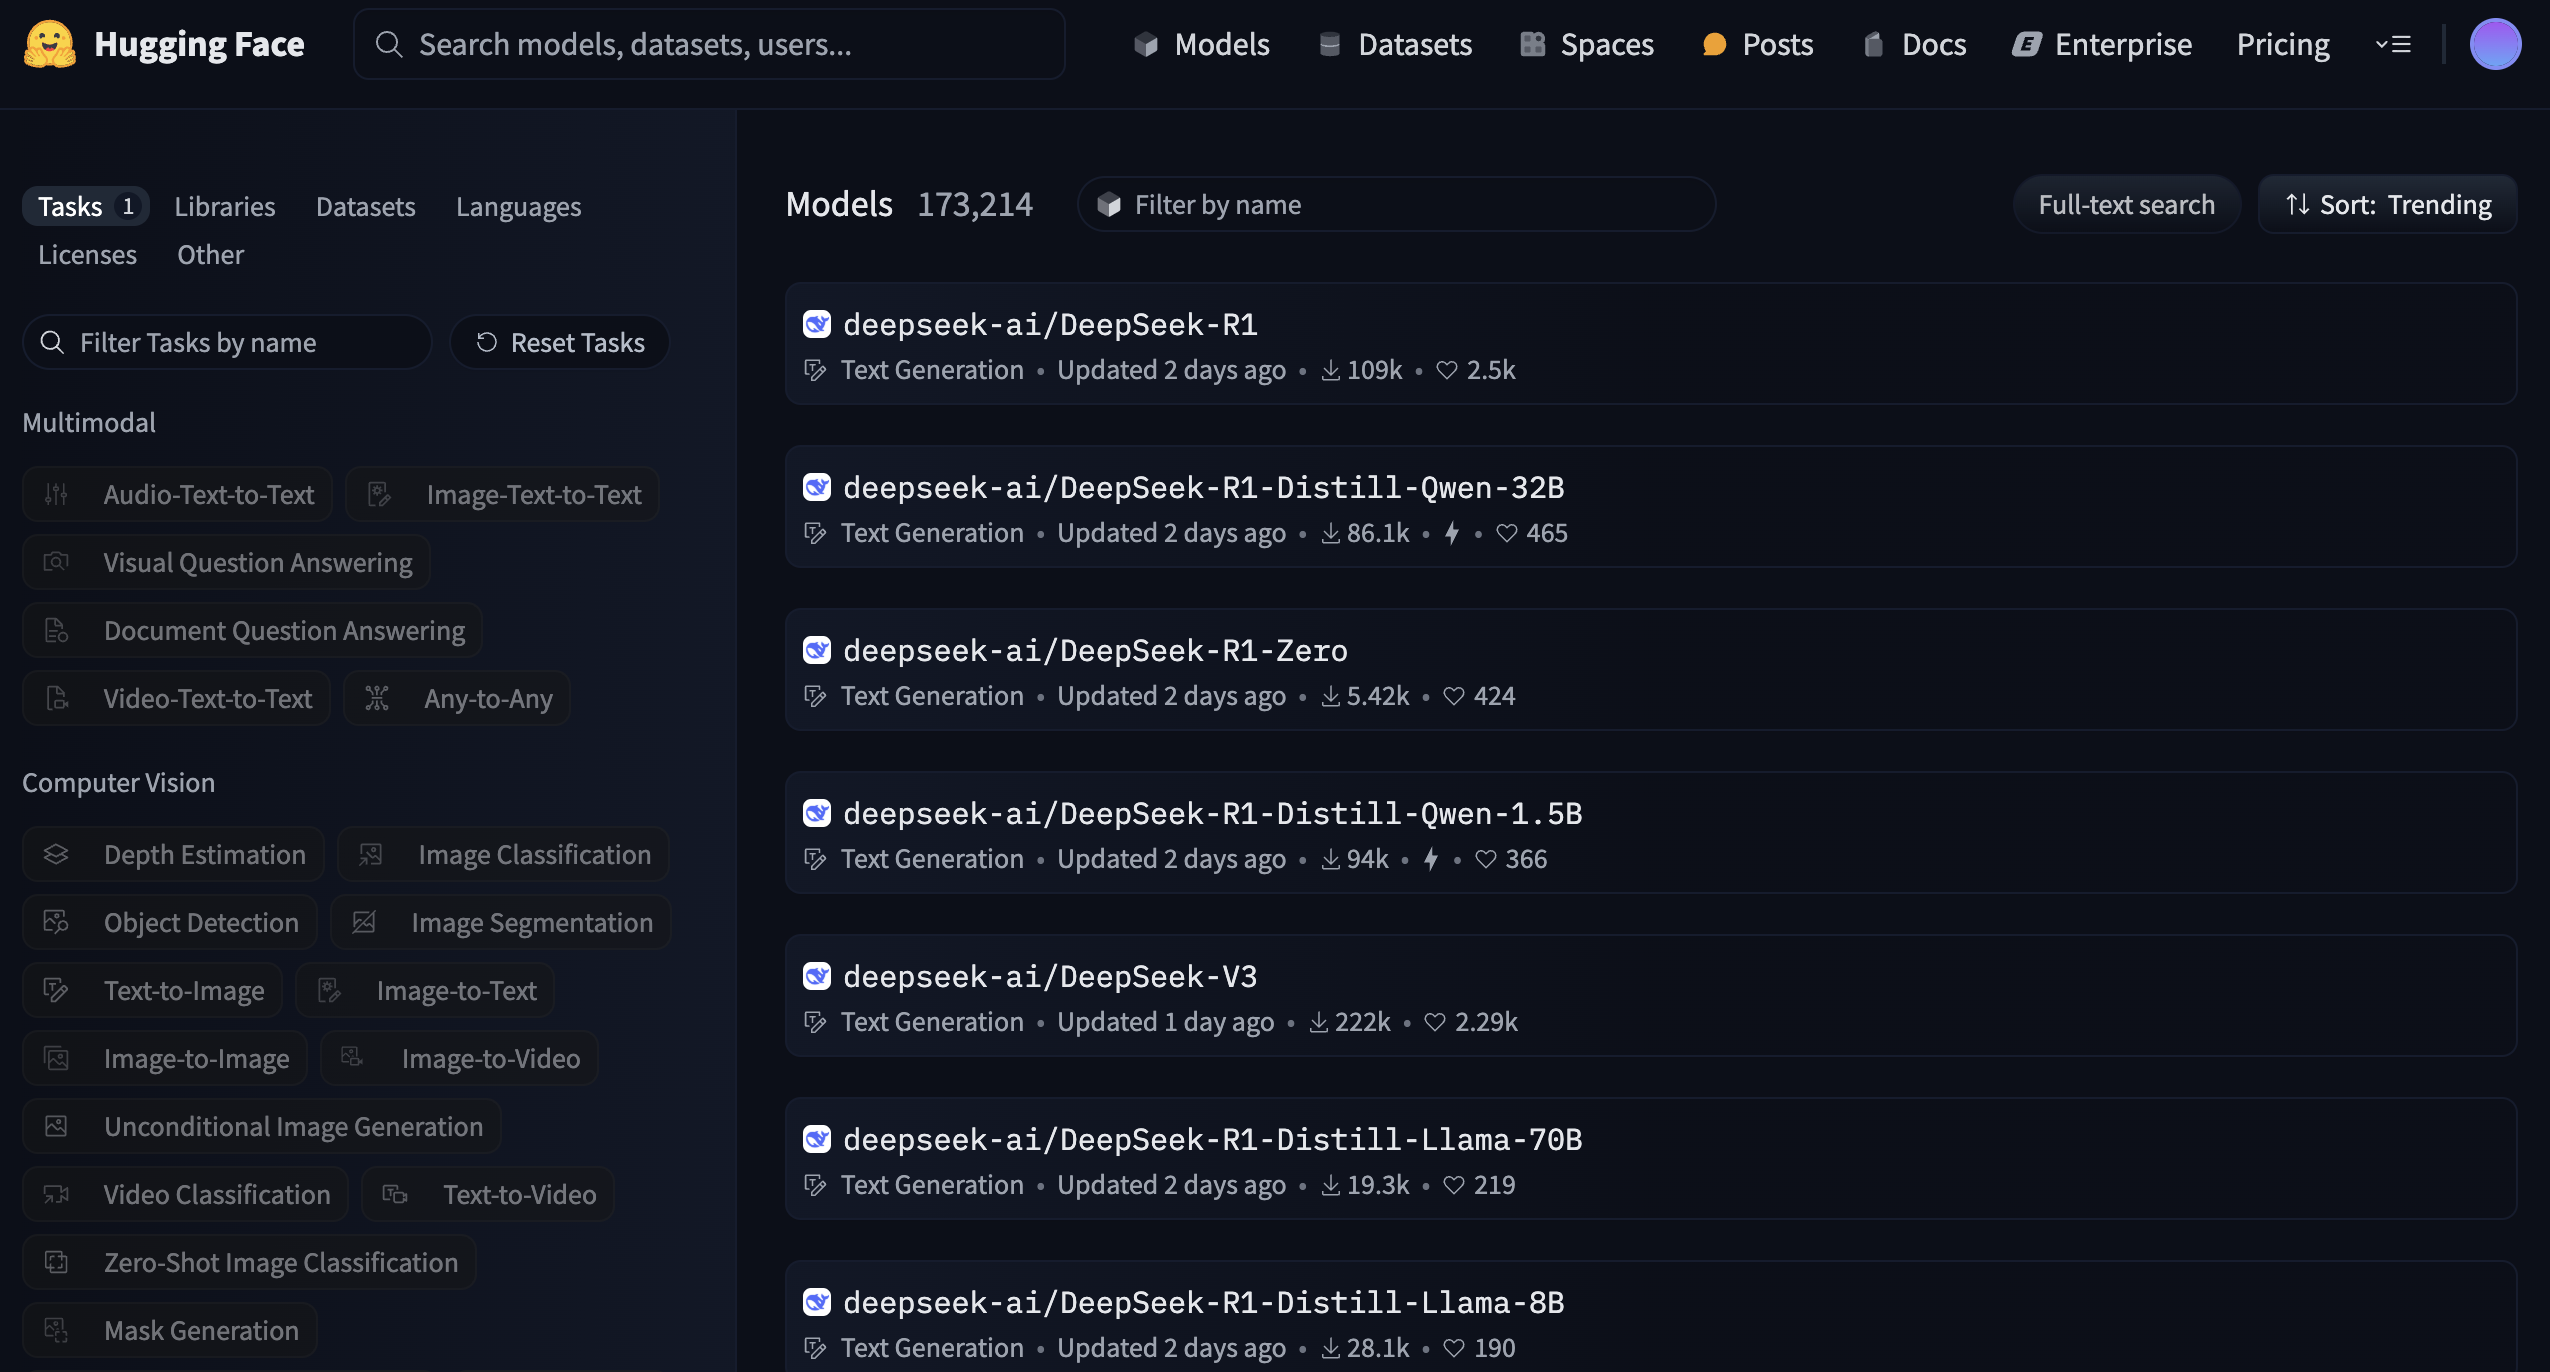 Hugging Face
Search models, datasets, users...
Models
Datasets
Spaces
Posts
Docs
Enterprise
Pricing
Tasks 1
Libraries
Datasets
Languages
Licenses
Other
Filter Tasks by name
Reset Tasks
Multimodal
Audio-Text-to-Text
Image-Text-to-Text
Visual Question Answering
Document Question Answering
Video-Text-to-Text
Any-to-Any
Computer Vision
Depth Estimation
Image Classification
Object Detection
Image Segmentation
Text-to-Image
Image-to-Text
Image-to-Image
Image-to-Video
Unconditional Image Generation
Video Classification
Text-to-Video
Zero-Shot Image Classification
Mask Generation
Models 173,214
Filter by name
Full-text search
Sort: Trending
deepseek-ai/DeepSeek-R1
Text Generation • Updated 2 days ago • 109k • 2.5k
deepseek-ai/DeepSeek-R1-Distill-Qwen-32B
Text Generation • Updated 2 days ago • 86.1k • • 465
deepseek-ai/DeepSeek-R1-Zero
Text Generation • Updated 2 days ago • 5.42k • 424
deepseek-ai/DeepSeek-R1-Distill-Qwen-1.5B
Text Generation • Updated 2 days ago • 94k • • 366
deepseek-ai/DeepSeek-V3
Text Generation • Updated 1 day ago • 222k • 2.29k
deepseek-ai/DeepSeek-R1-Distill-Llama-70B
Text Generation • Updated 2 days ago • 19.3k • 219
deepseek-ai/DeepSeek-R1-Distill-Llama-8B
Text Generation • Updated 2 days ago • 28.1k • 190